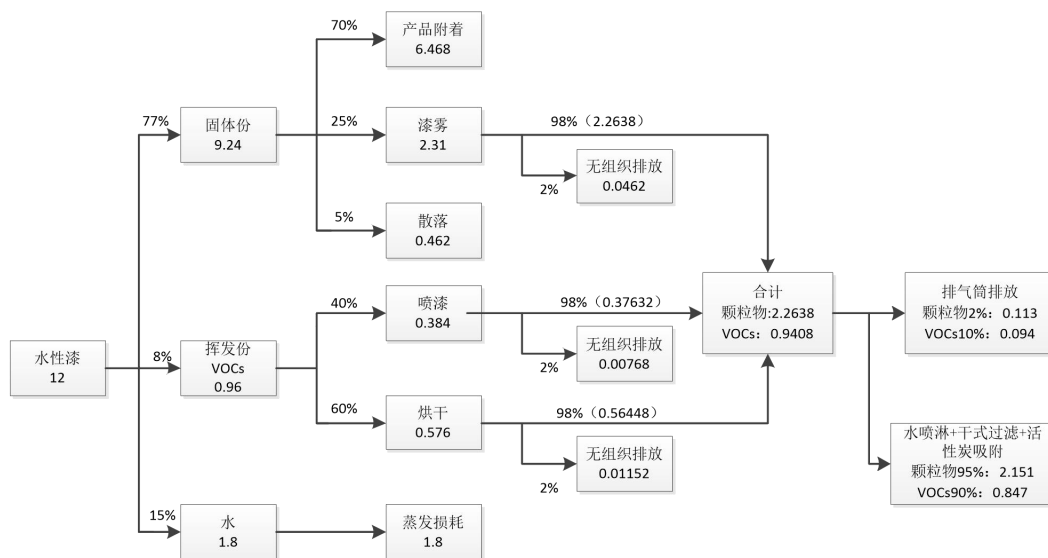 70%
产品附着
6.468
77%
固体份
9.24
25%
漆雾
2.31
98%（2.2638）
2%
无组织排放
0.0462
5%
散落
0.462
水性漆
12
8%
挥发份
VOCs
0.96
40%
喷漆
0.384
98%（0.37632）
2%
无组织排放
0.00768
60%
烘干
0.576
98%（0.56448）
2%
无组织排放
0.01152
合计
颗粒物:2.2638
VOCs：0.9408
排气筒排放
颗粒物2%：0.113
VOCs10%：0.094
水喷淋+干式过滤+活
性炭吸附
颗粒物95%：2.151
VOCs90%：0.847
15%
水
1.8
蒸发损耗
1.8